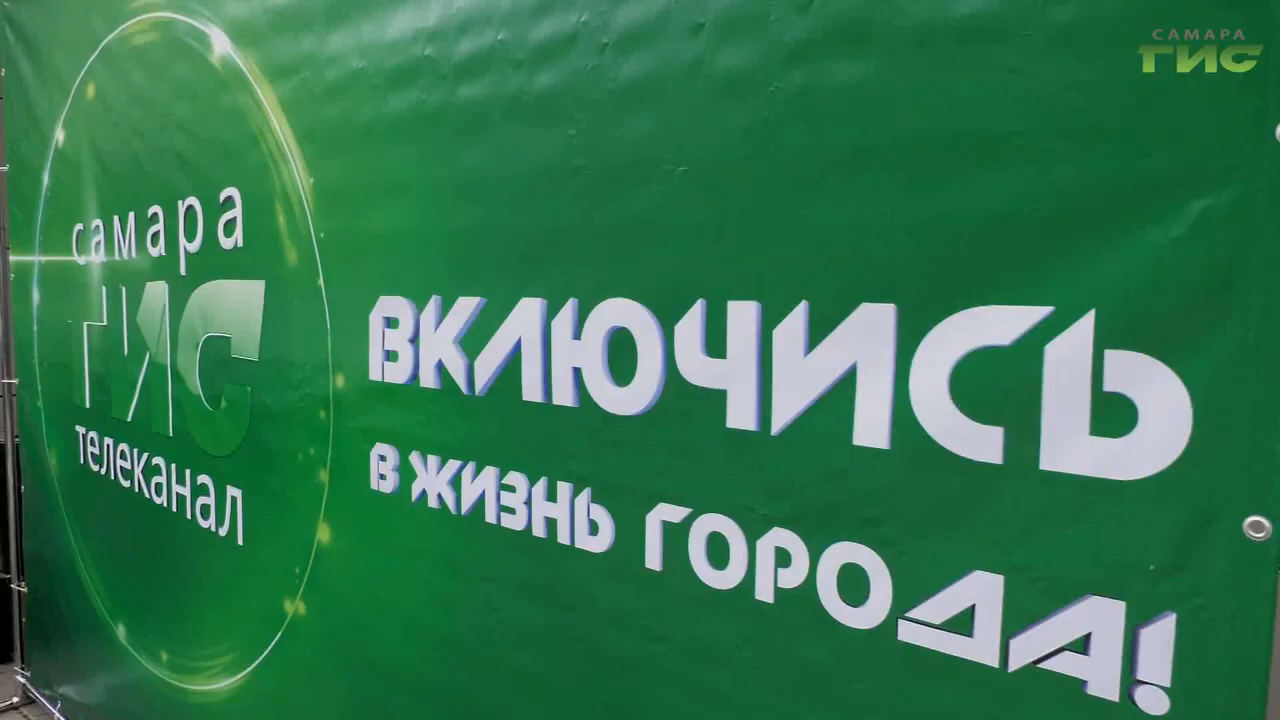 САМАРА
ГИС
самара
ГИС
телеканал
ВКЛЮЧИСЬ
В ЖИЗНЬ ГОРОДА!